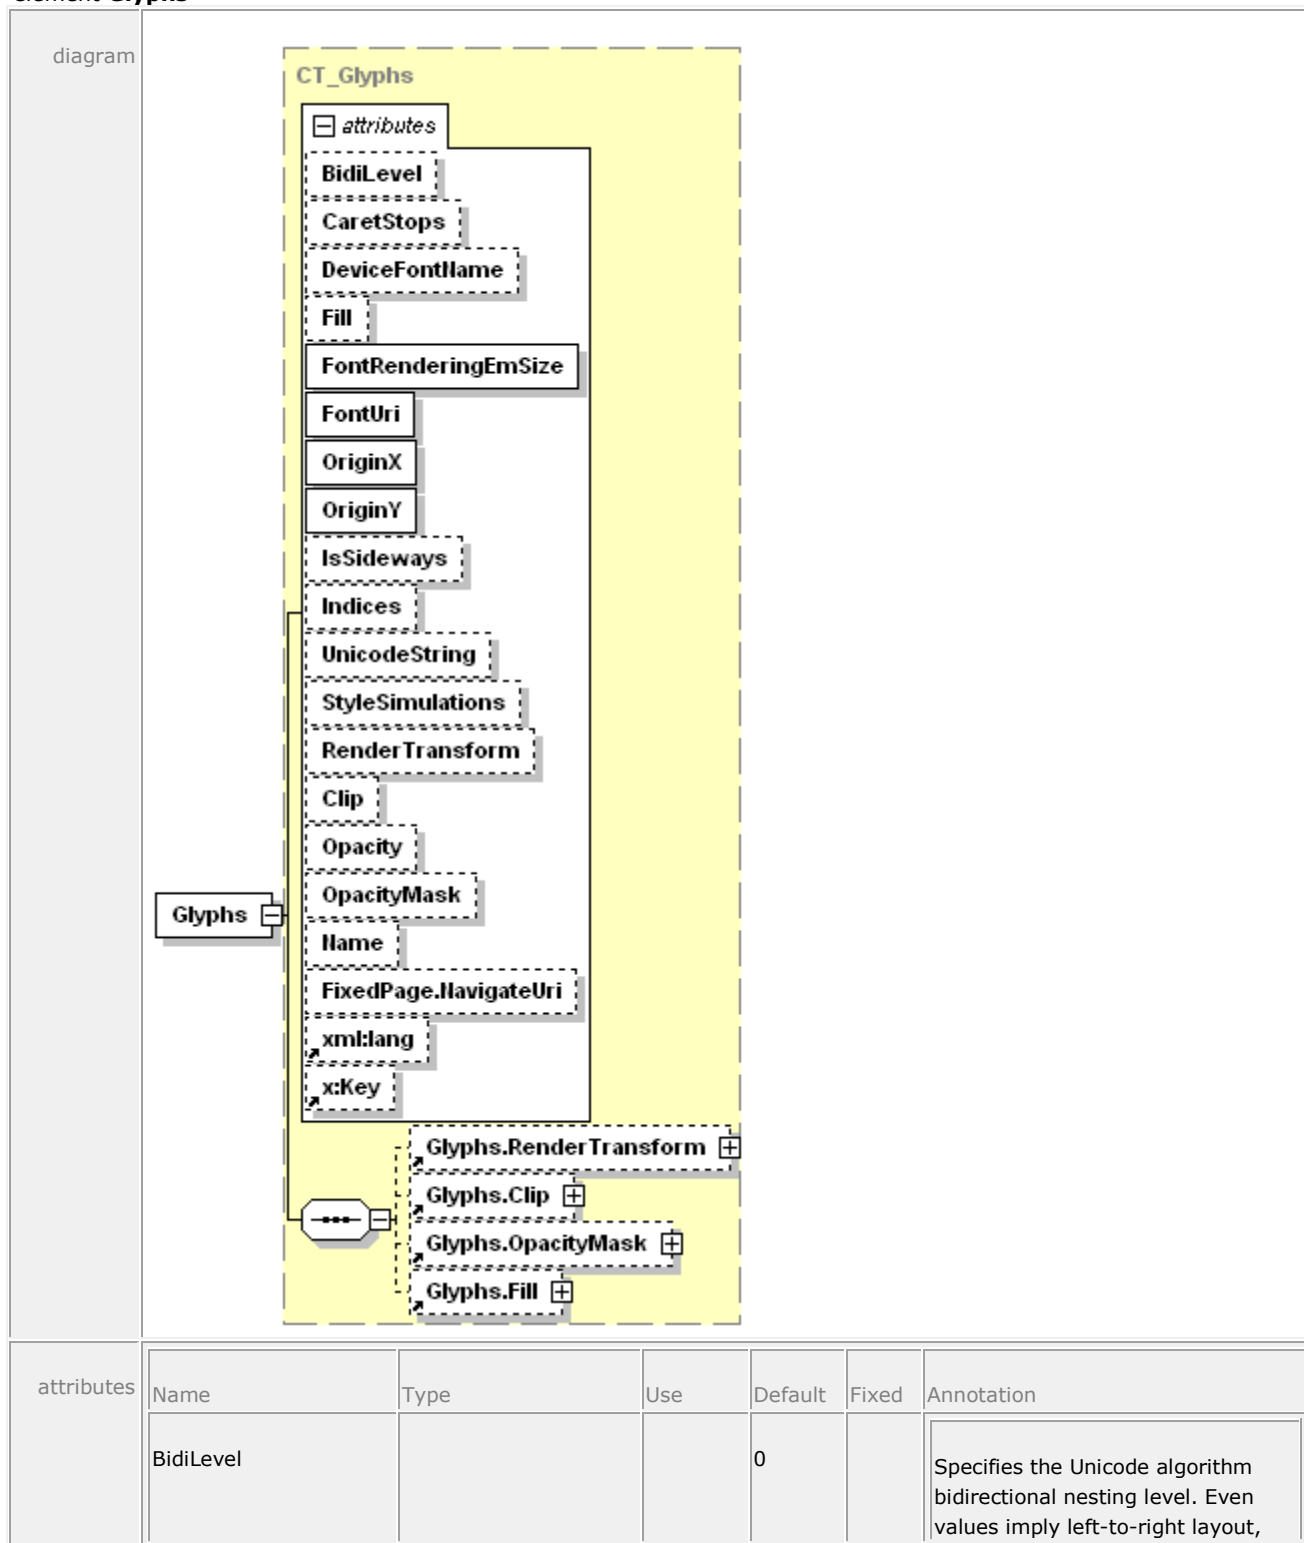 element Glyphs
diagram
CT_Glyphs
attributes
BidiLevel
CaretStops
DeviceFontName
Fill
FontRenderingEmSize
FontUri
OriginX
OriginY
IsSideways
Indices
UnicodeString
StyleSimulations
RenderTransform
Clip
Opacity
OpacityMask
Glyphs
Name
FixedPage.NavigateUri
xml:lang
x:Key
Glyphs.RenderTransform
Glyphs.Clip
Glyphs.OpacityMask
Glyphs.Fill
attributes Name Type Use Default Fixed Annotation
BidiLevel 0 Specifies the Unicode algorithm
bidirectional nesting level. Even
values imply left-to-right layout,